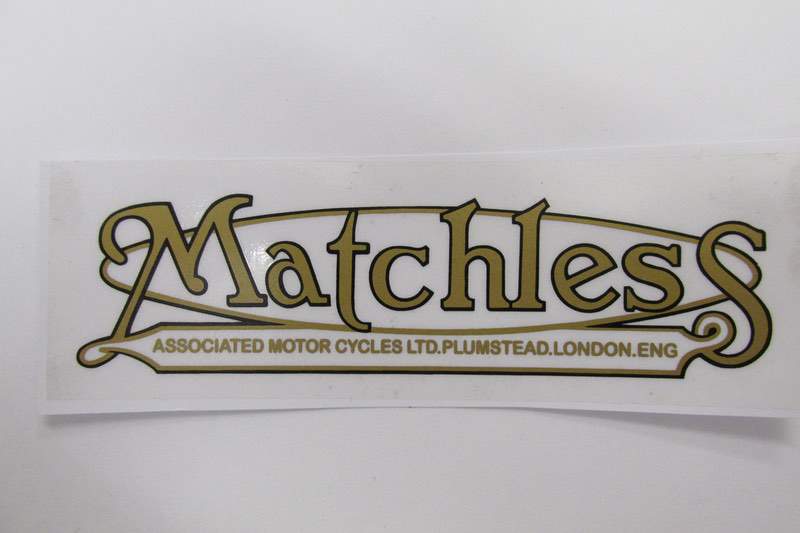 Matchless
ASSOCIATED MOTOR CYCLES LTD.PLUMSTEAD.LONDON.ENG